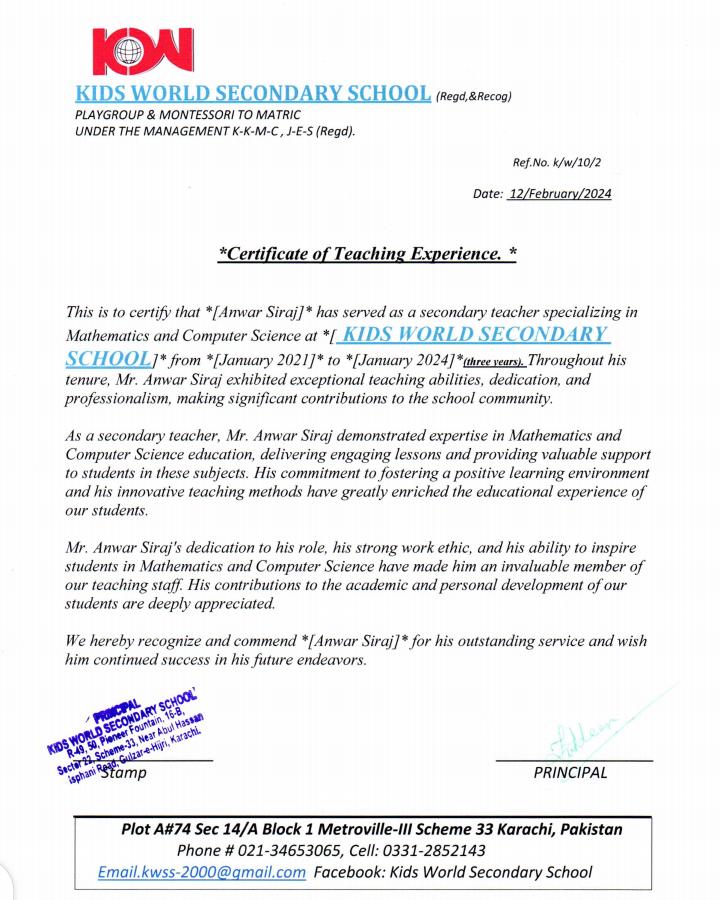 KW
KIDS WORLD SECONDARY SCHOOL (Regd,&Recog)
PLAYGROUP & MONTESSORI TO MATRIC
UNDER THE MANAGEMENT K-K-M-C , J-E-S (Regd).
Ref.No. k/w/10/2
Date: 12/February/2024
*Certificate of Teaching Experience. *
This is to certify that *[Anwar Siraj]* has served as a secondary teacher specializing in
Mathematics and Computer Science at *[ KIDS WORLD SECONDARY
SCHOOL]* from *[January 2021]* to *[January 2024]*(three years). Throughout his
tenure, Mr. Anwar Siraj exhibited exceptional teaching abilities, dedication, and
professionalism, making significant contributions to the school community.
As a secondary teacher, Mr. Anwar Siraj demonstrated expertise in Mathematics and
Computer Science education, delivering engaging lessons and providing valuable support
to students in these subjects. His commitment to fostering a positive learning environment
and his innovative teaching methods have greatly enriched the educational experience of
our students.
Mr. Anwar Siraj's dedication to his role, his strong work ethic, and his ability to inspire
students in Mathematics and Computer Science have made him an invaluable member of
our teaching staff. His contributions to the academic and personal development of our
students are deeply appreciated.
We hereby recognize and commend *[Anwar Siraj]* for his outstanding service and wish
him continued success in his future endeavors.
PRINCIPAL
KIDS WORLD SECONDARY SCHOOL
R-49, 50, Pioneer Fountain, 16-B,
Sector 22, Scheme-33, Near Abul Hassan
Isphani Road, Gulzar-e-Hijri, Karachi.
Stamp
PRINCIPAL
Plot A#74 Sec 14/A Block 1 Metroville-III Scheme 33 Karachi, Pakistan
Phone # 021-34653065, Cell: 0331-2852143
Email.kwss-2000@gmail.com Facebook: Kids World Secondary School